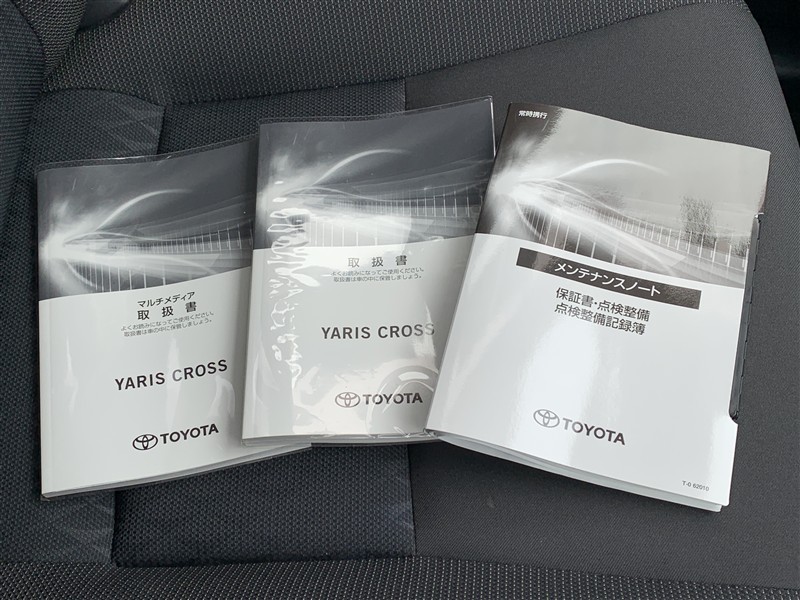 マルチメディア
取扱書
よくお読みになってご使用ください。
取扱書は車の中に保管しましょう。
YARIS CROSS
TOYOTA
取扱書
よくお読みになってご使用ください。
取扱書は車の中に保管しましょう。
YARIS CROSS
TOYOTA
常時携行
メンテナンスノート
保証書・点検整備
点検整備記録簿
TOYOTA
T-0 62010